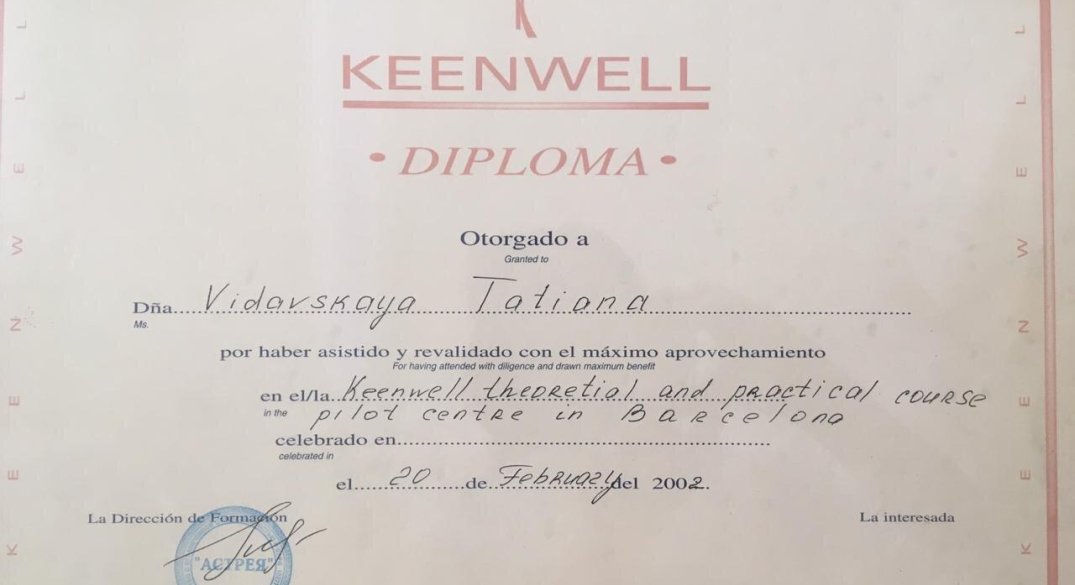 KEENWELL
• DIPLOMA •
Otorgado a
Granted to
Dña. Vidavskaya Tatiana
Ms.
por haber asistido y revalidado con el máximo aprovechamiento
For having attended with diligence and drawn maximum benefit
en el/la Keenwell theoretial and practical course
in the pilot centre in Barcelona
celebrado en
celebrated in
el 20 de February del 2002
La Dirección de Formación
La interesada
"АСТРЕЯ"
KEENWELL
KEENWELL